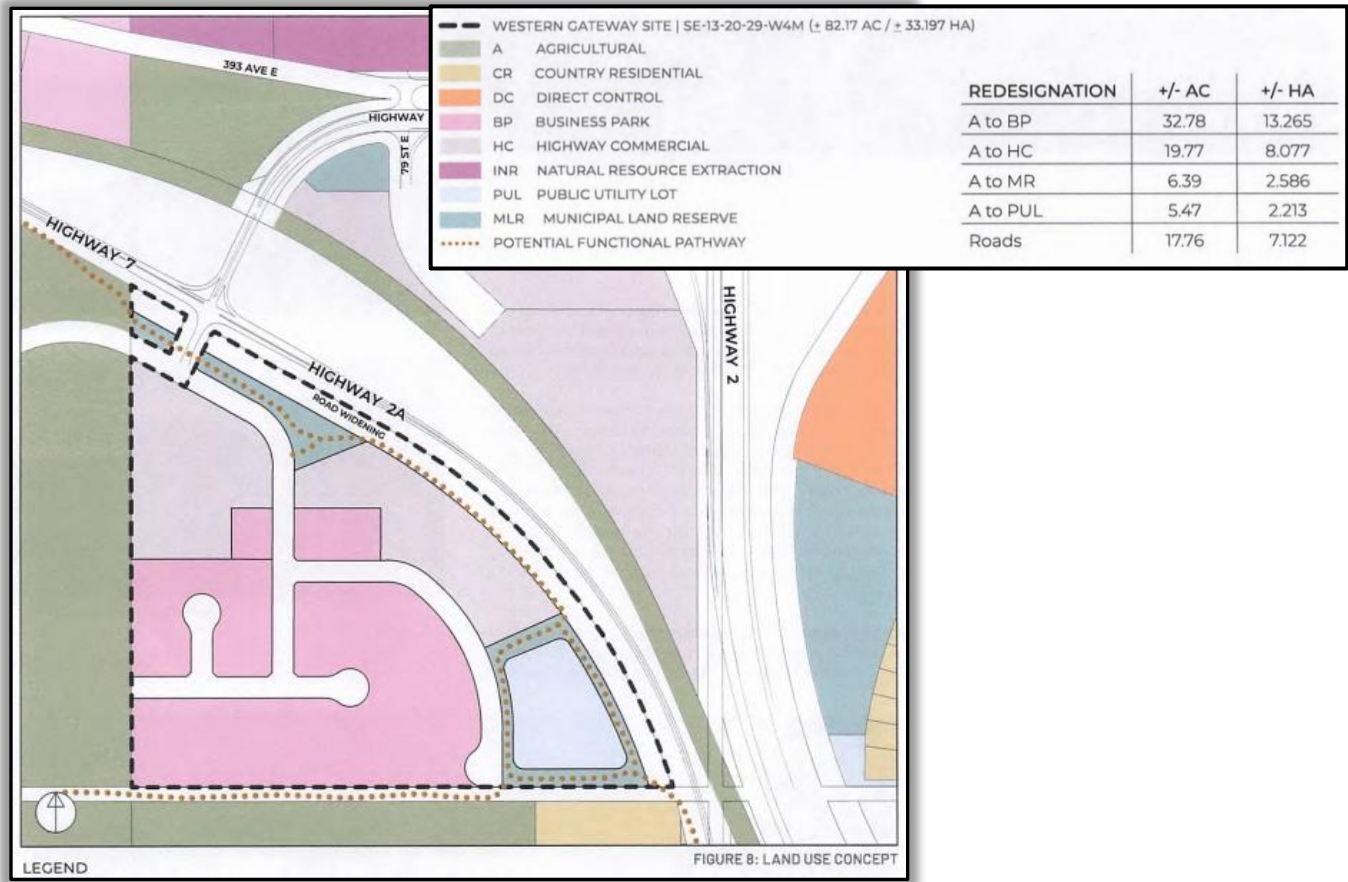 WESTERN GATEWAY SITE | SE-13-20-29-W4M (± 82.17 AC / ± 33.197 HA)
A AGRICULTURAL
CR COUNTRY RESIDENTIAL
DC DIRECT CONTROL
BP BUSINESS PARK
HC HIGHWAY COMMERCIAL
INR NATURAL RESOURCE EXTRACTION
PUL PUBLIC UTILITY LOT
MLR MUNICIPAL LAND RESERVE
POTENTIAL FUNCTIONAL PATHWAY
REDESIGNATION +/- AC +/- HA
A to BP 32.78 13.265
A to HC 19.77 8.077
A to MR 6.39 2.586
A to PUL 5.47 2.213
Roads 17.76 7.122
393 AVE E
HIGHWAY
79 ST E
HIGHWAY 7
HIGHWAY 2A
ROAD WIDENING
HIGHWAY 2
LEGEND
FIGURE 8: LAND USE CONCEPT